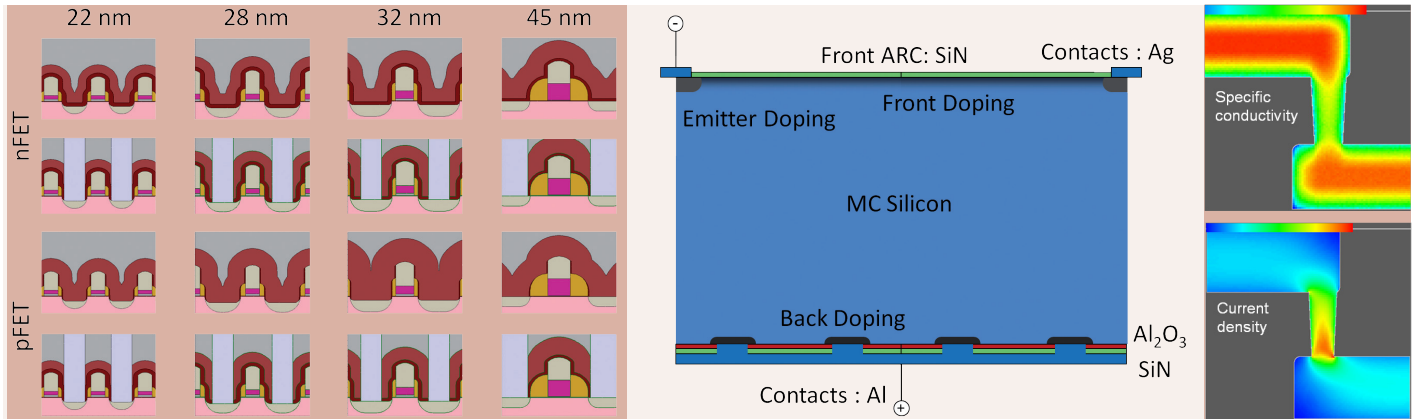 22 nm
28 nm
32 nm
45 nm
nFET
pFET
-
Front ARC: SiN
Contacts : Ag
Emitter Doping
Front Doping
MC Silicon
Back Doping
Al₂O₃
SiN
Contacts : Al
+
Specific
conductivity
Current
density